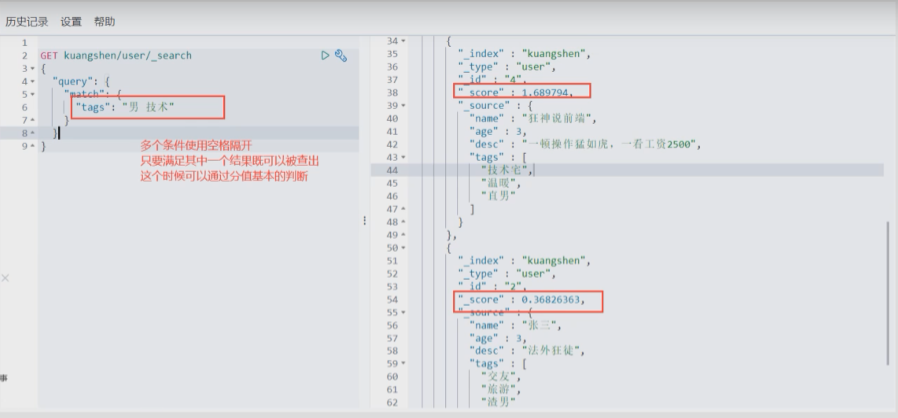 历史记录 设置 帮助
1
2 GET kuangshen/user/_search
3 {
4 "query": {
5 "match": {
6 "tags": "男 技术"
7 }
8 }
9 }
多个条件使用空格隔开
只要满足其中一个结果既可以被查出
这个时候可以通过分值基本的判断
34 {
35 "_index" : "kuangshen",
36 "_type" : "user",
37 "_id" : "4",
38 "_score" : 1.689794,
39 "_source" : {
40 "name" : "狂神说前端",
41 "age" : 3,
42 "desc" : "一顿操作猛如虎，一看工资2500",
43 "tags" : [
44 "技术宅",
45 "温暖",
46 "直男"
47 ]
48 }
49 },
50 {
51 "_index" : "kuangshen",
52 "_type" : "user",
53 "_id" : "2",
54 "_score" : 0.36826363,
55 "_source" : {
56 "name" : "张三",
57 "age" : 3,
58 "desc" : "法外狂徒",
59 "tags" : [
60 "交友",
61 "旅游",
62 "渣男"